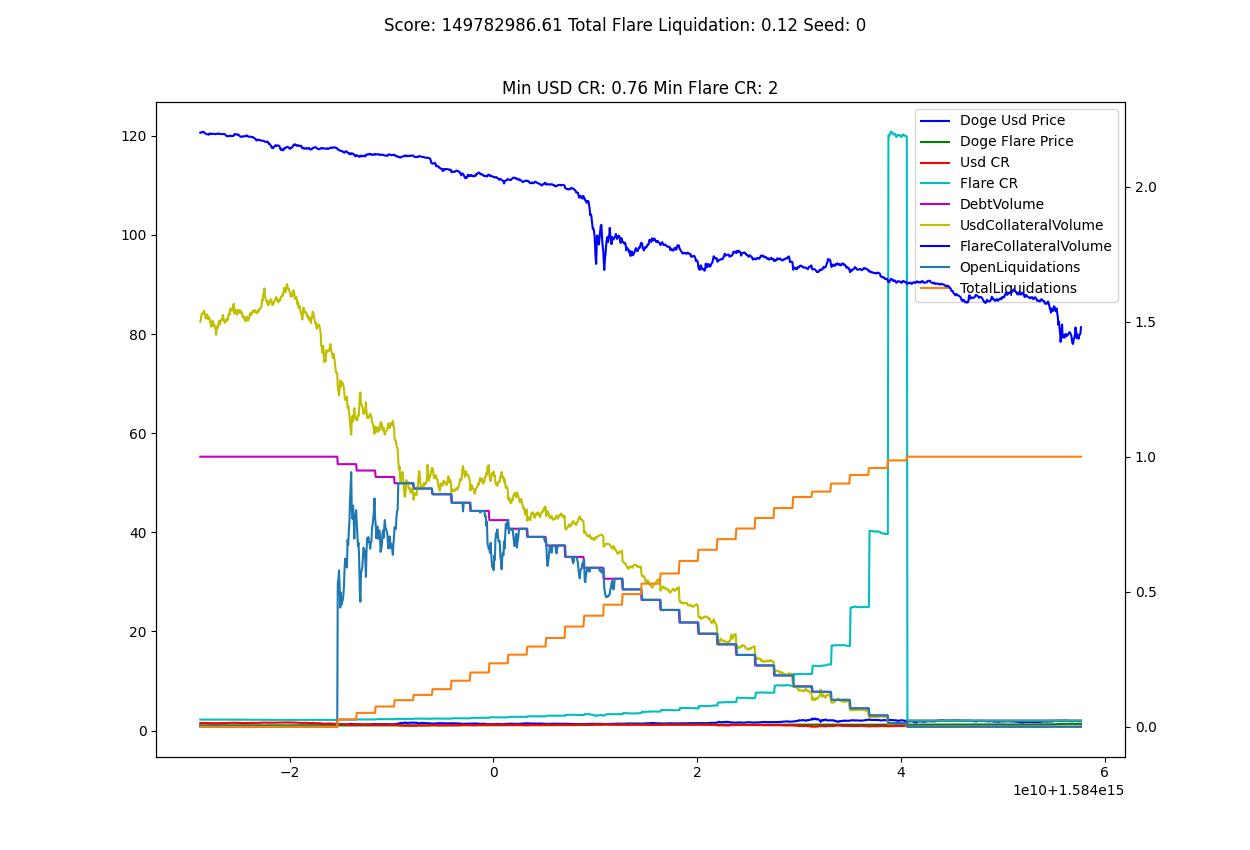 Score: 149782986.61 Total Flare Liquidation: 0.12 Seed: 0
Min USD CR: 0.76 Min Flare CR: 2
Doge Usd Price
Doge Flare Price
Usd CR
Flare CR
DebtVolume
UsdCollateralVolume
FlareCollateralVolume
OpenLiquidations
TotalLiquidations
120
100
80
60
40
20
0
2.0
1.5
1.0
0.5
0.0
−2
0
2
4
6
1e10+1.584e15